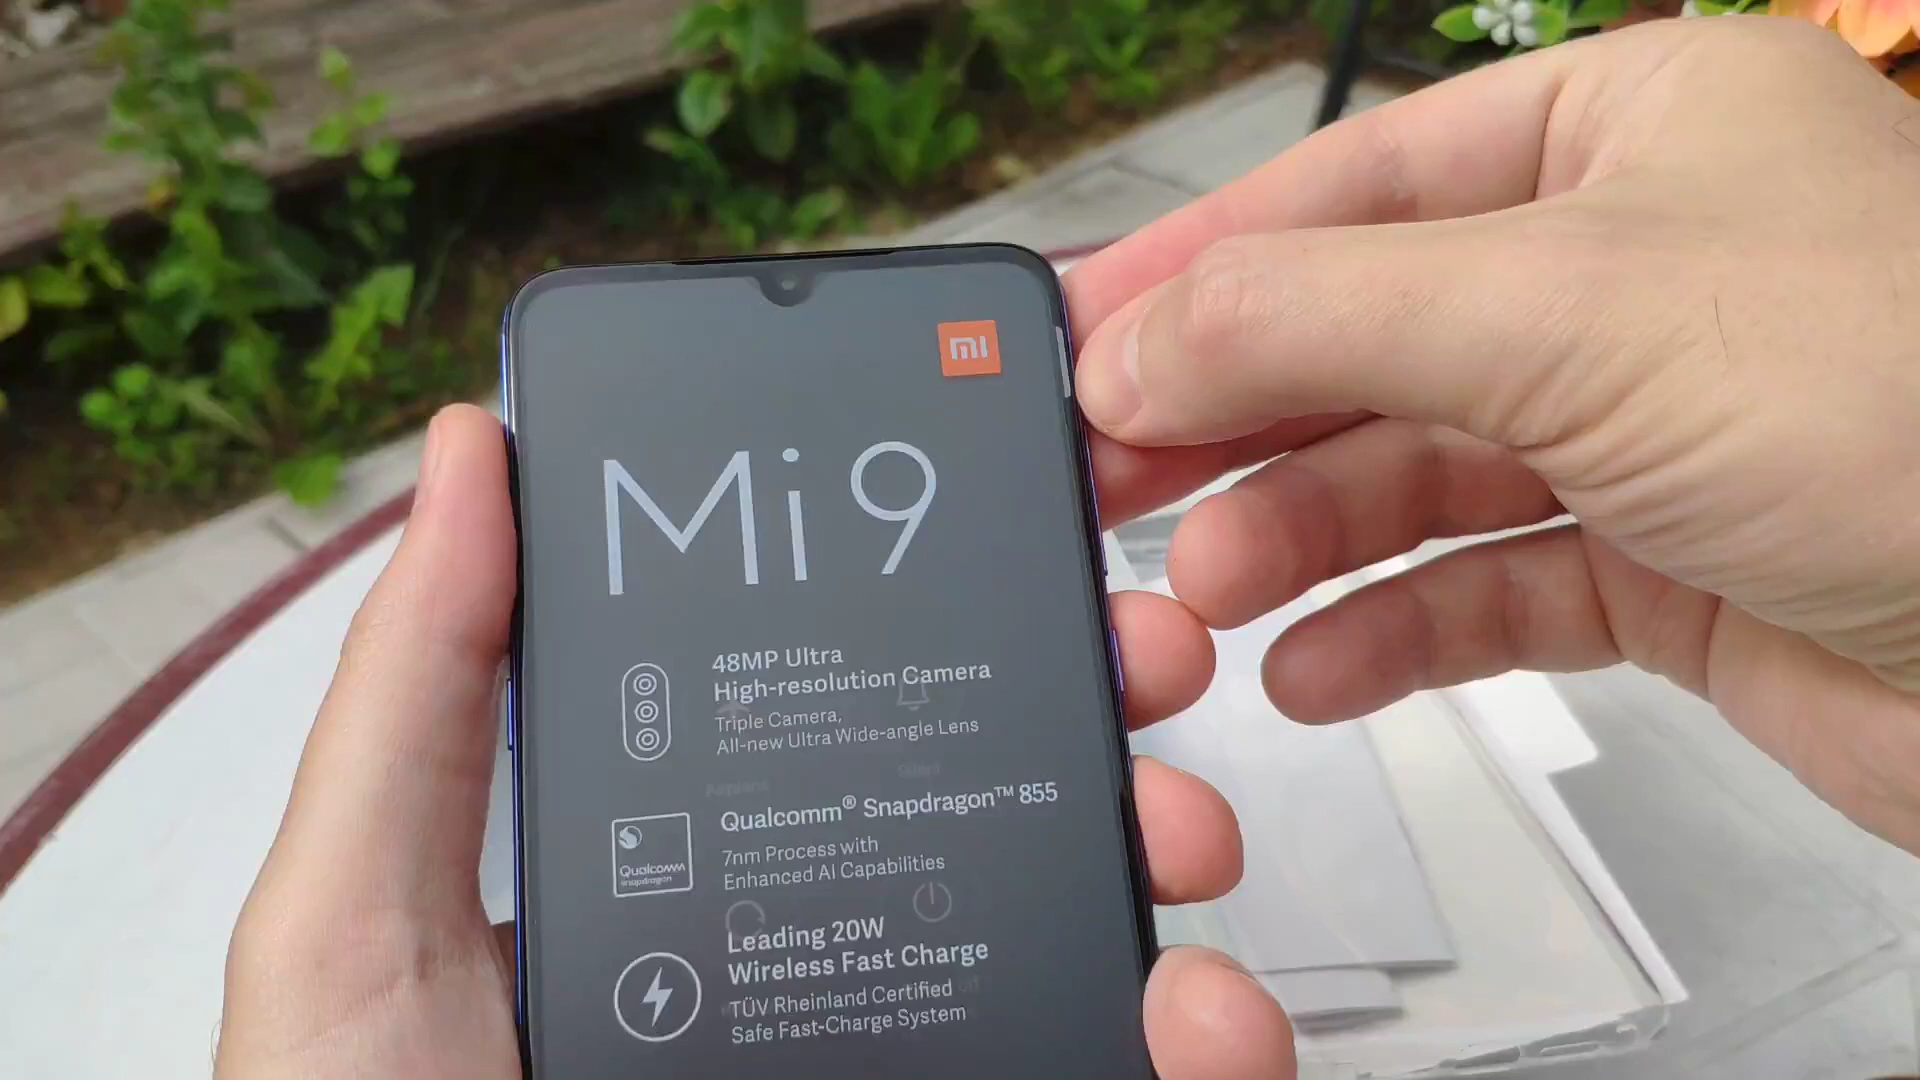 mi
Mi 9
48MP Ultra
High-resolution Camera
Triple Camera,
All-new Ultra Wide-angle Lens
Silent
Qualcomm® Snapdragon™ 855
7nm Process with
Enhanced AI Capabilities
Qualcomm
snapdragon
Leading 20W
Wireless Fast Charge
TÜV Rheinland Certified
Safe Fast-Charge System